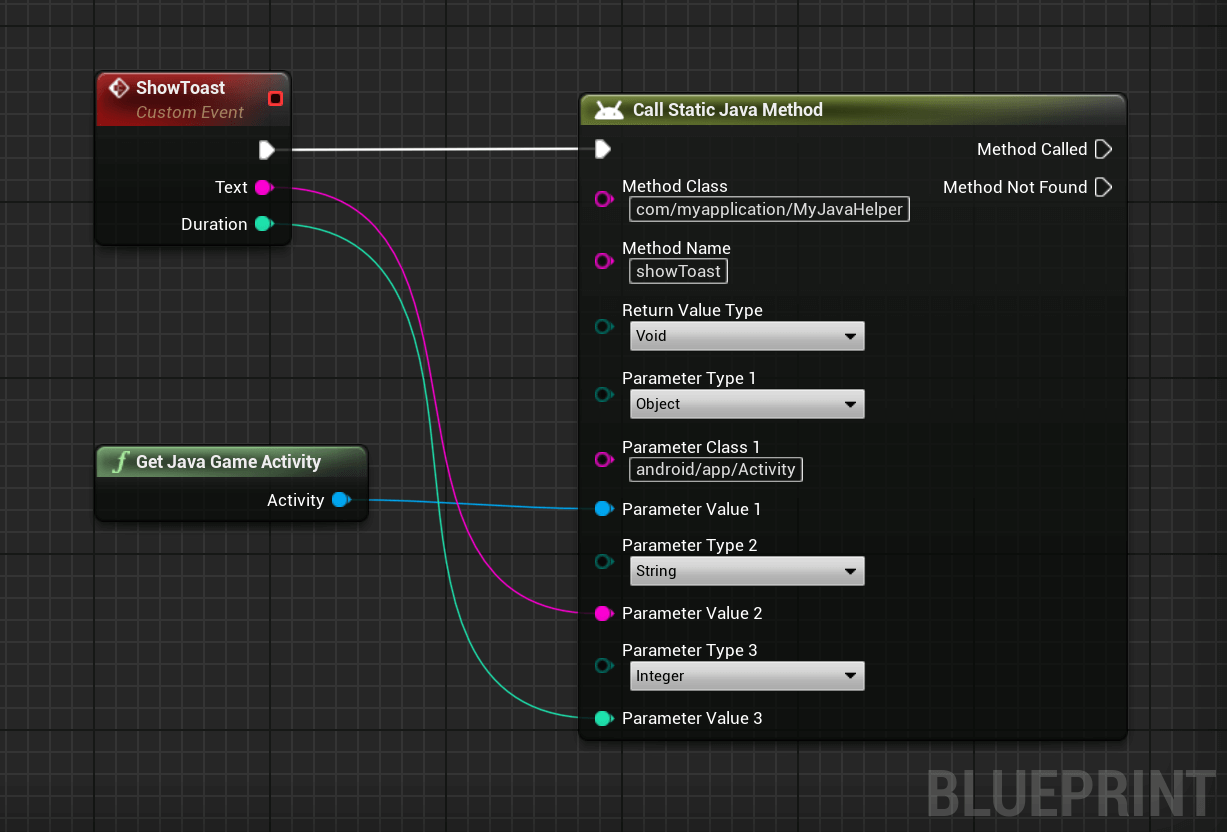 ShowToast
Custom Event
Text
Duration
Get Java Game Activity
Activity
Call Static Java Method
Method Called
Method Not Found
Method Class
com/myapplication/MyJavaHelper
Method Name
showToast
Return Value Type
Void
Parameter Type 1
Object
Parameter Class 1
android/app/Activity
Parameter Value 1
Parameter Type 2
String
Parameter Value 2
Parameter Type 3
Integer
Parameter Value 3
BLUEPRINT